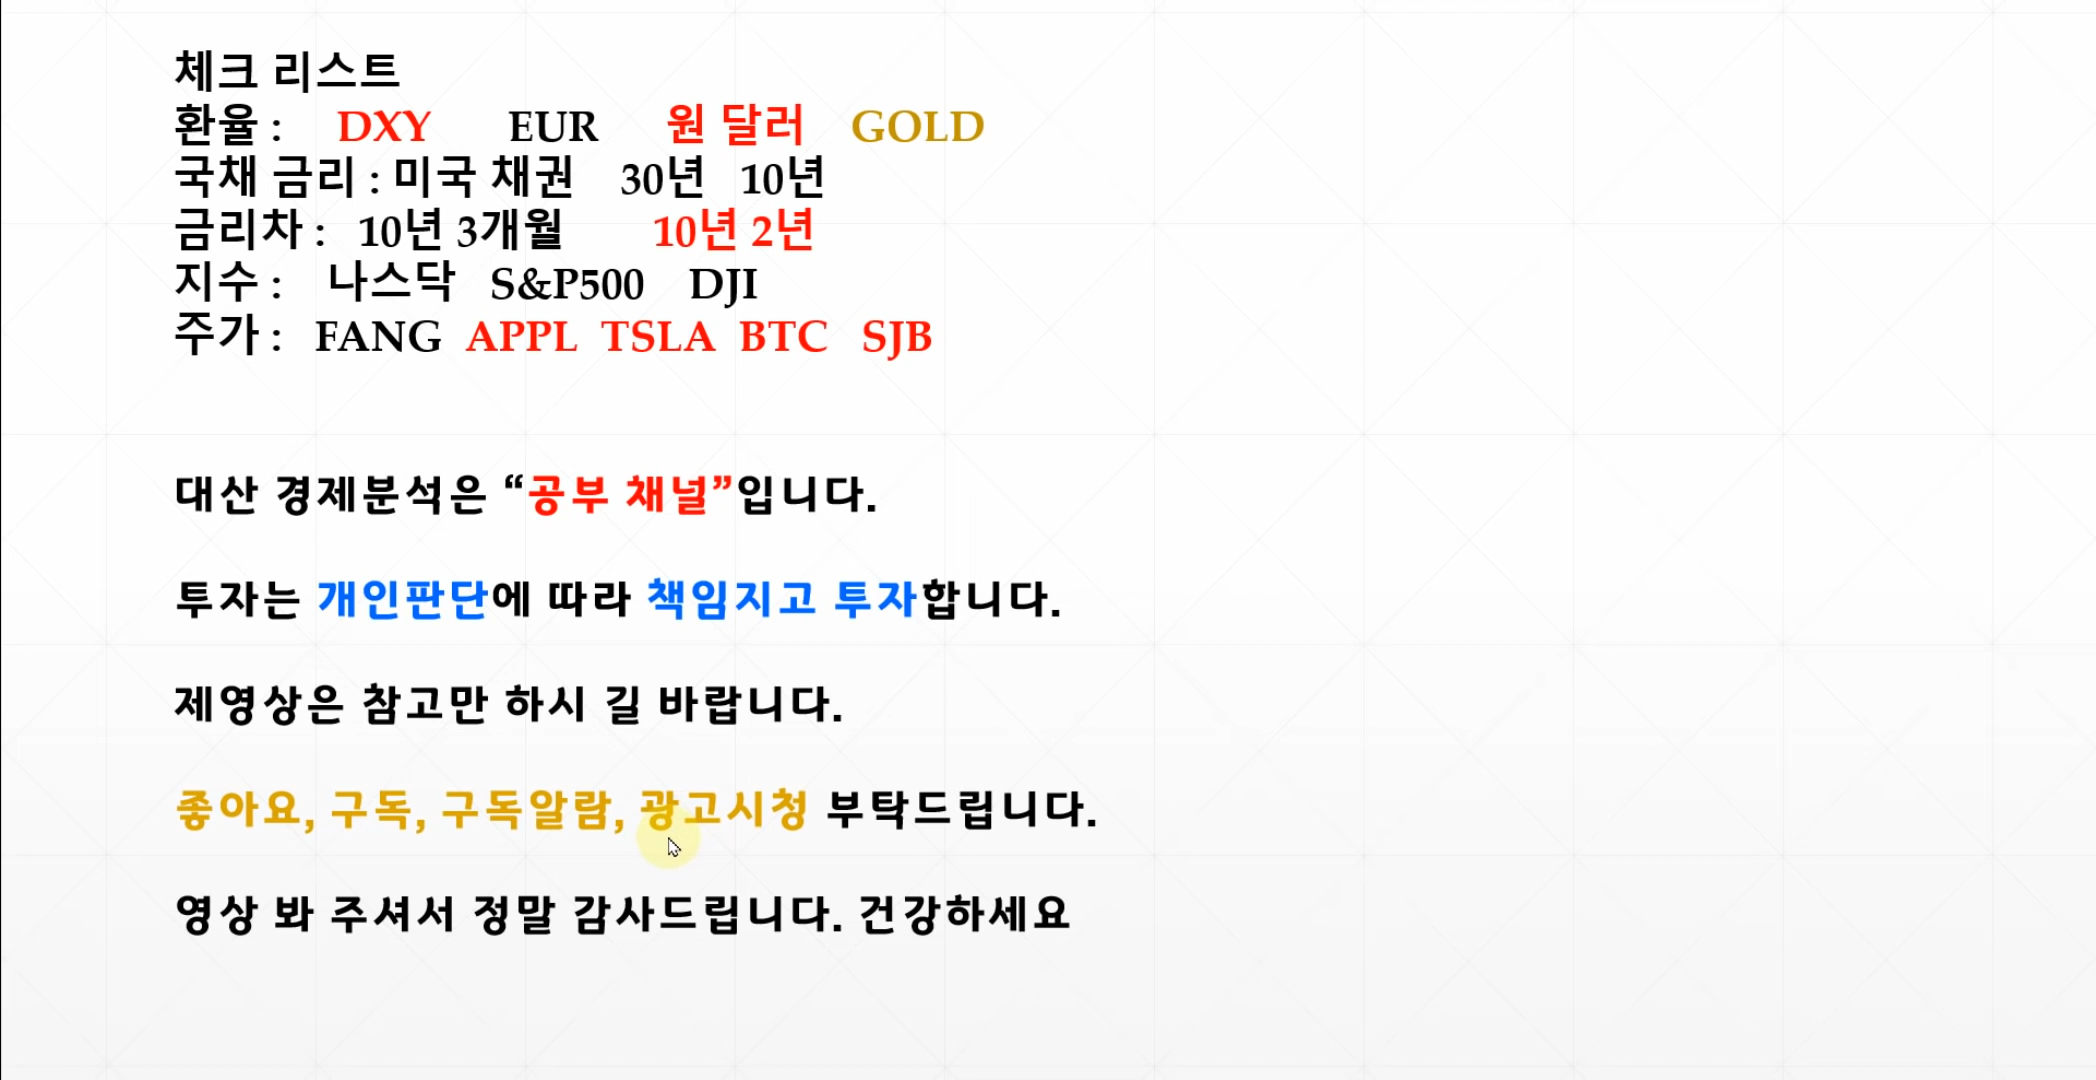 체크 리스트
환율 : DXY EUR 원 달러 GOLD
국채 금리 : 미국 채권 30년 10년
금리차 : 10년 3개월 10년 2년
지수 : 나스닥 S&P500 DJI
주가 : FANG APPL TSLA BTC SJB
대산 경제분석은 “공부 채널”입니다.
투자는 개인판단에 따라 책임지고 투자합니다.
제영상은 참고만 하시 길 바랍니다.
좋아요, 구독, 구독알람, 광고시청 부탁드립니다.
영상 봐 주셔서 정말 감사드립니다. 건강하세요